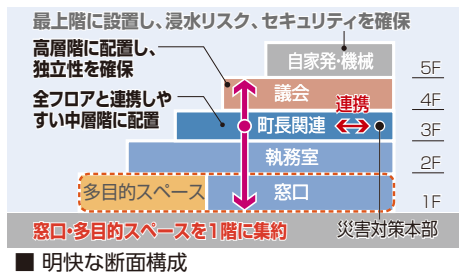 最上階に設置し、浸水リスク、セキュリティを確保
高層階に配置し、
独立性を確保
自家発・機械
5F
議会
4F
全フロアと連携しや
すい中層階に配置
町長関連
連携
3F
執務室
2F
多目的スペース
窓口
1F
窓口・多目的スペースを1階に集約
災害対策本部
■ 明快な断面構成